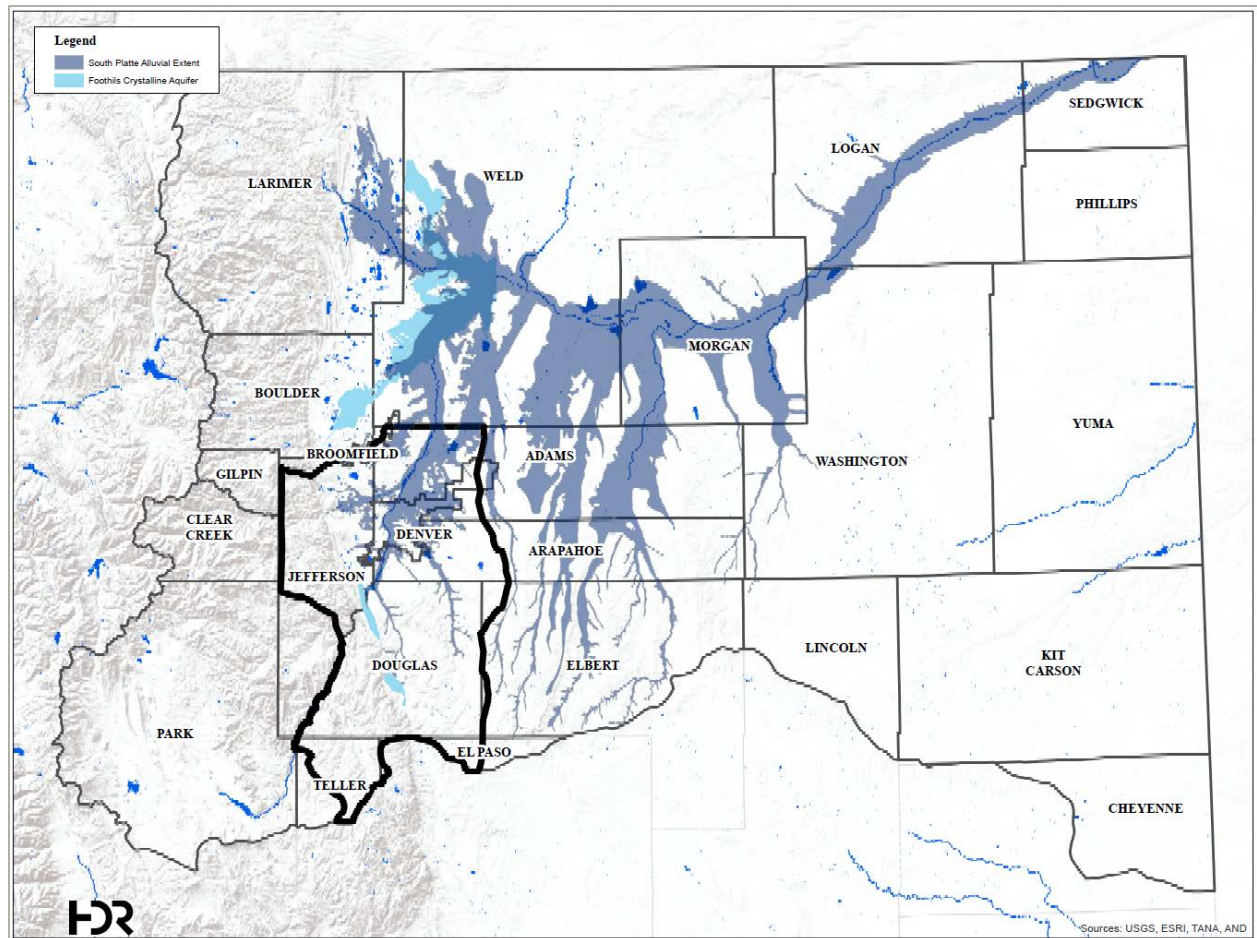 Legend
South Platte Alluvial Extent
Foothils Crystalline Aquifer
SEDGWICK
LOGAN
LARIMER
WELD
PHILLIPS
MORGAN
BOULDER
YUMA
BROOMFIELD
ADAMS
WASHINGTON
GILPIN
CLEAR
CREEK
DENVER
ARAPAHOE
JEFFERSON
LINCOLN
KIT
CARSON
DOUGLAS
ELBERT
PARK
EL PASO
TELLER
CHEYENNE
HDR
Sources: USGS, ESRI, TANA, AND